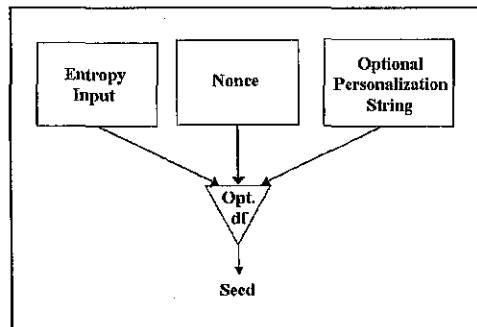 Entropy
Input
Nonce
Optional
Personalization
String
Opt.
df
Seed